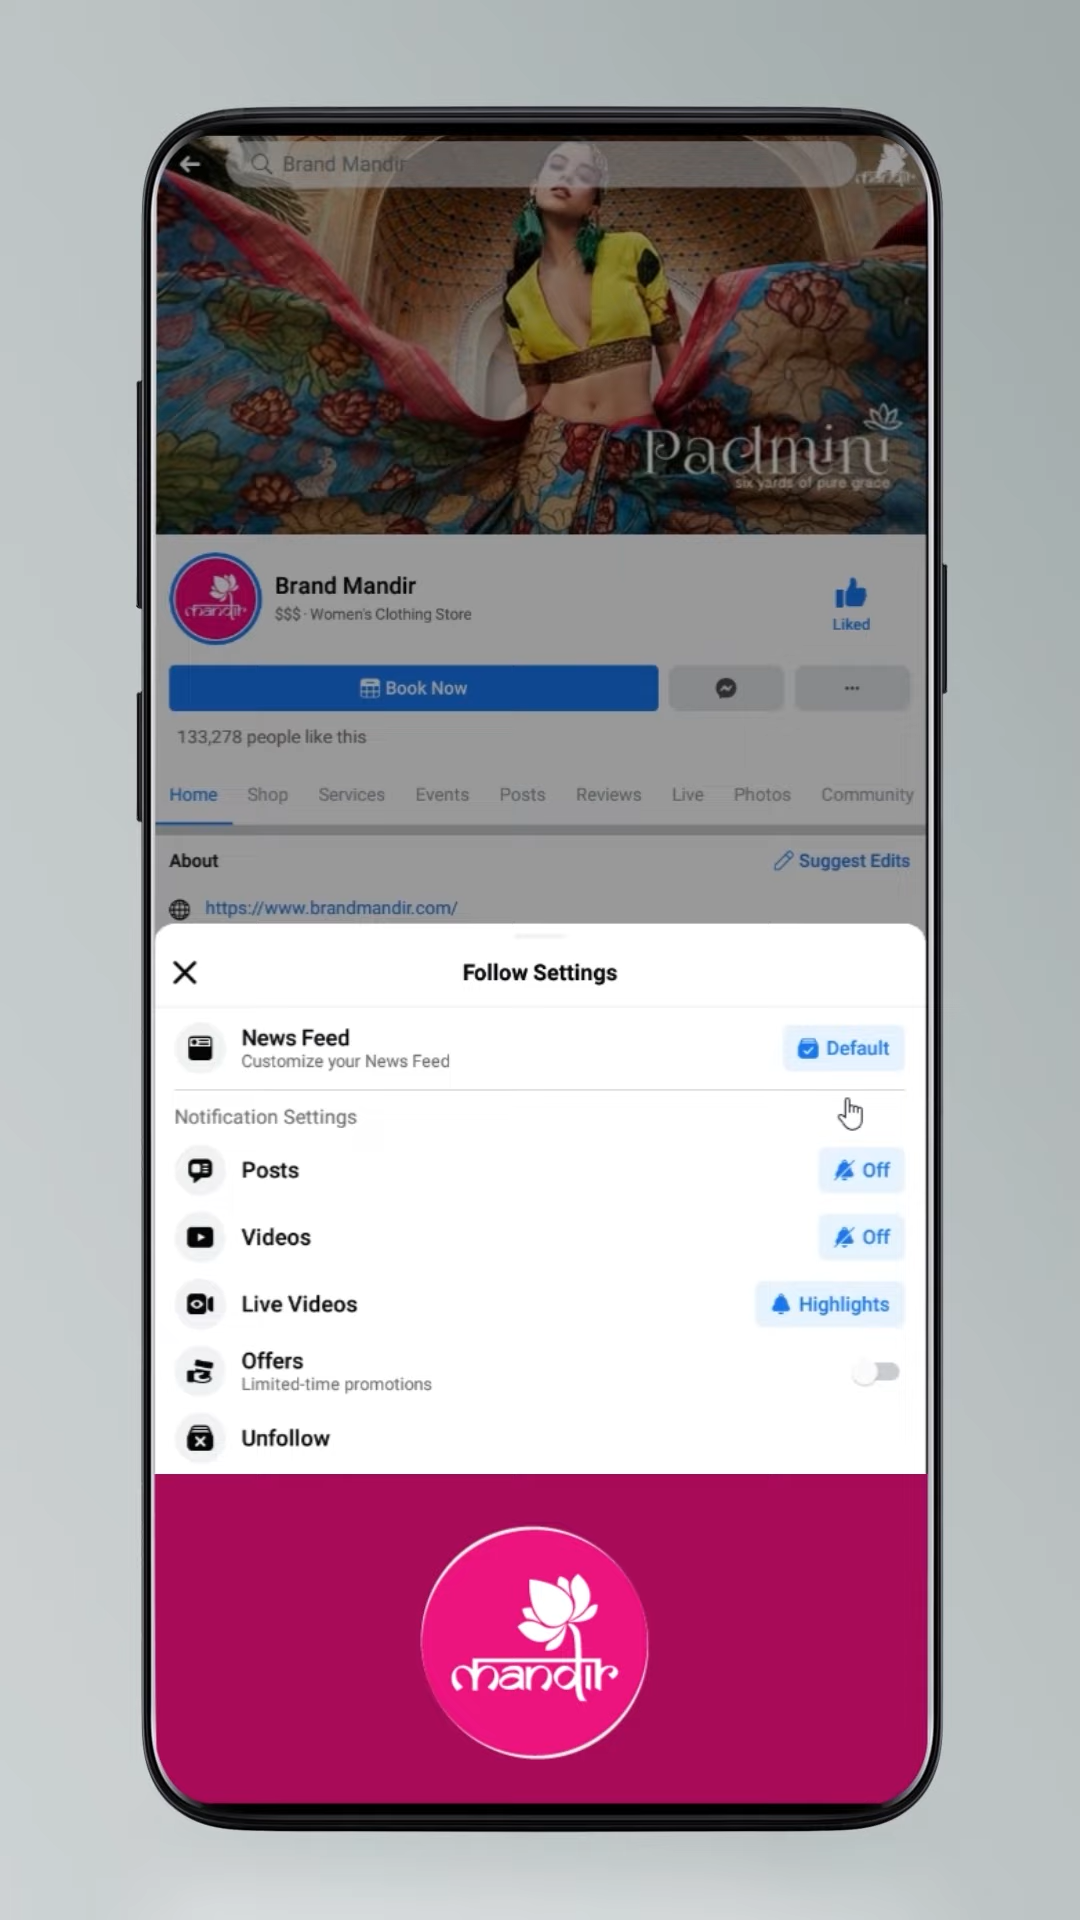 Brand Mandir
mandir
Padmini
six yards of pure grace
mandir
Brand Mandir
$$$ · Women's Clothing Store
Liked
Book Now
133,278 people like this
Home Shop Services Events Posts Reviews Live Photos Community
About
Suggest Edits
https://www.brandmandir.com/
Follow Settings
News Feed
Customize your News Feed
Default
Notification Settings
Posts
Off
Videos
Off
Live Videos
Highlights
Offers
Limited-time promotions
Unfollow
mandir